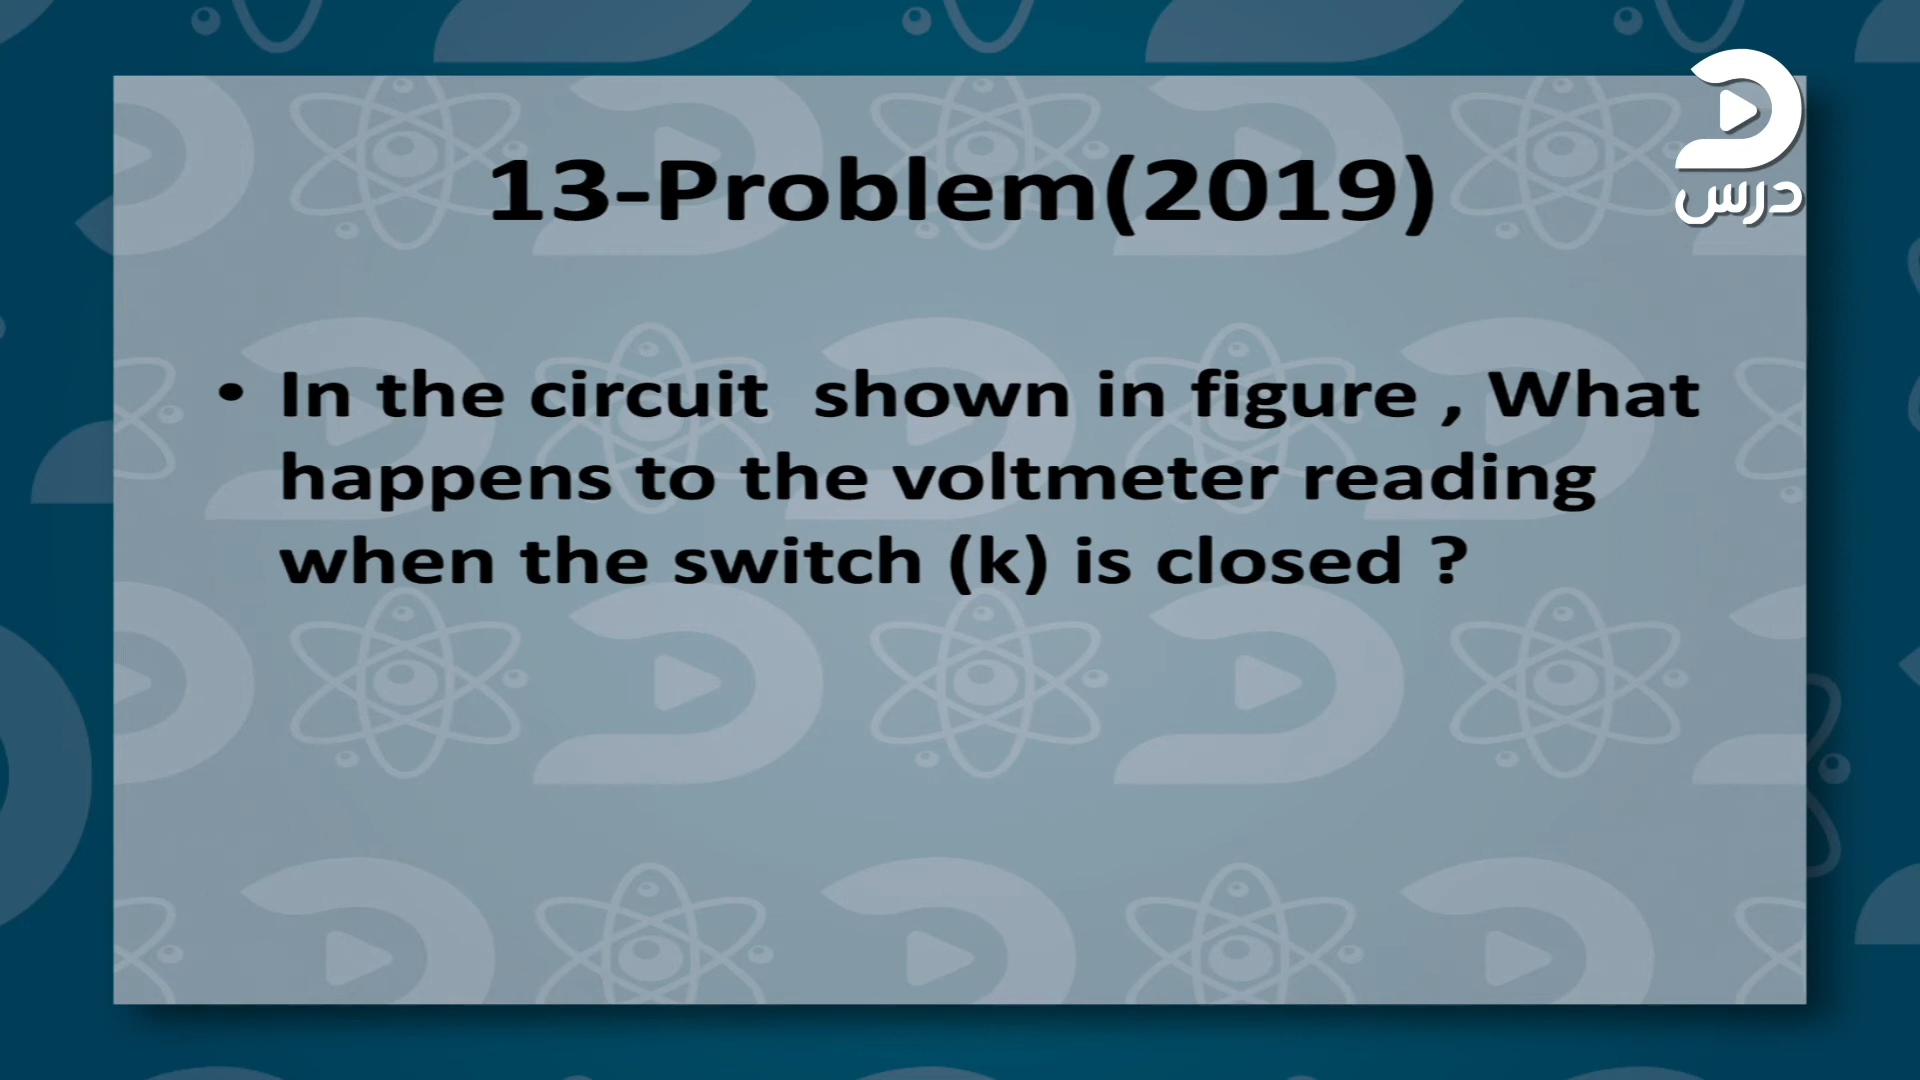 درس
13-Problem(2019)
• In the circuit shown in figure , What
happens to the voltmeter reading
when the switch (k) is closed ?